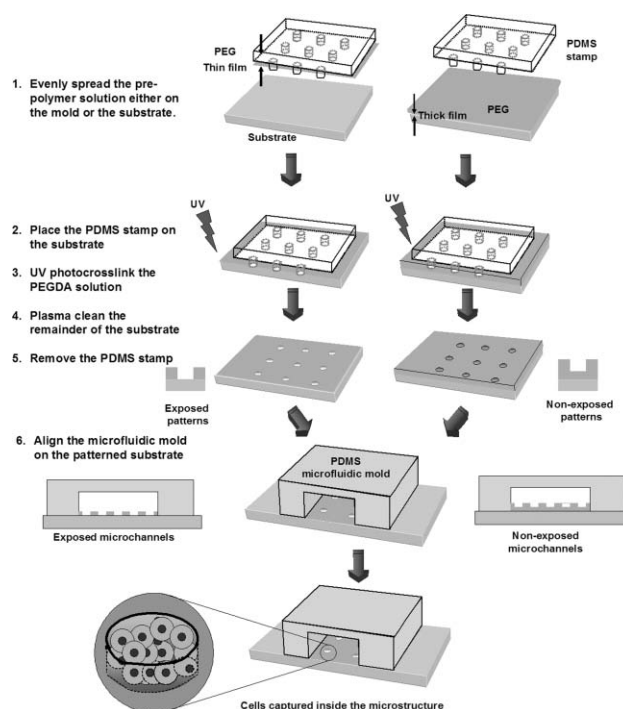 PEG
Thin film
PDMS
stamp
1. Evenly spread the pre-
polymer solution either on
the mold or the substrate.
PEG
Thick film
Substrate
UV
UV
2. Place the PDMS stamp on
the substrate
3. UV photocrosslink the
PEGDA solution
4. Plasma clean the
remainder of the substrate
5. Remove the PDMS stamp
Exposed
patterns
Non-exposed
patterns
6. Align the microfluidic mold
on the patterned substrate
PDMS
microfluidic mold
Exposed microchannels
Non-exposed
microchannels
Cells captured inside the microstructure